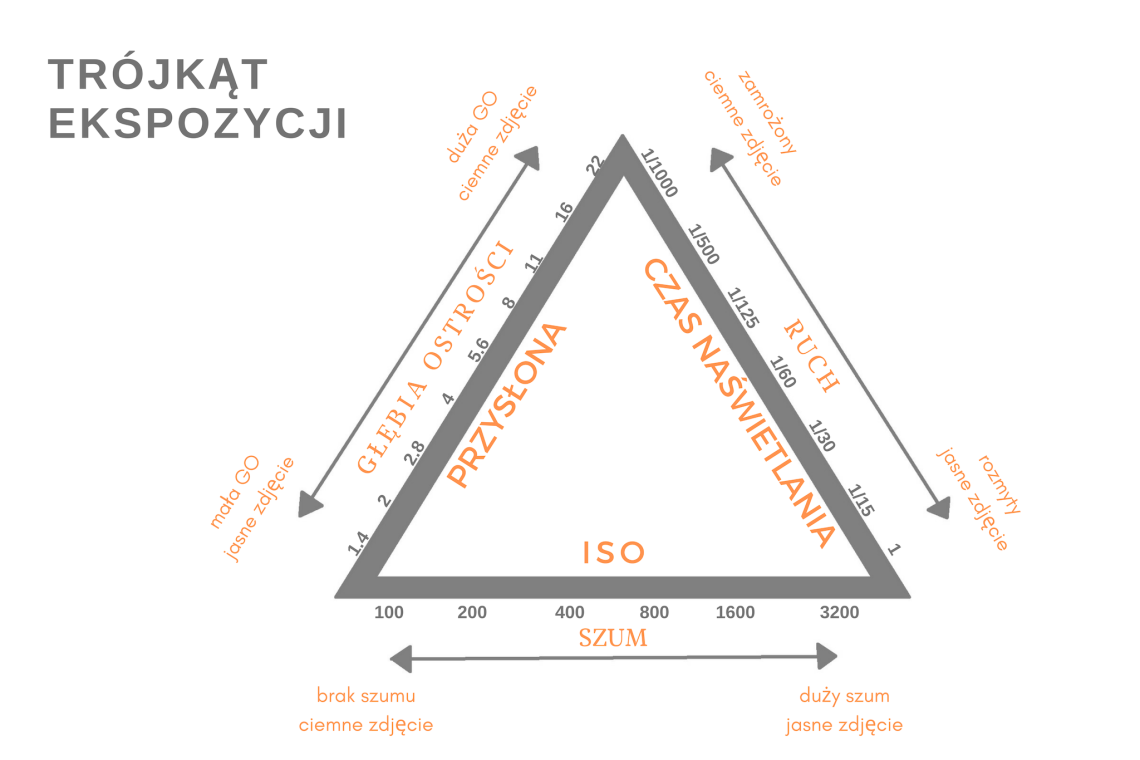 TRÓJKĄT
EKSPOZYCJI
duża GO
ciemne zdjęcie
zamrożony
ciemne zdjęcie
22
16
11
8
5.6
4
2.8
2
1.4
GŁĘBIA OSTROŚCI
PRZYSŁONA
mała GO
jasne zdjęcie
1/1000
1/500
1/125
1/60
1/30
1/15
1
CZAS NAŚWIETLANIA
RUCH
rozmyty
jasne zdjęcie
ISO
100 200 400 800 1600 3200
SZUM
brak szumu
ciemne zdjęcie
duży szum
jasne zdjęcie